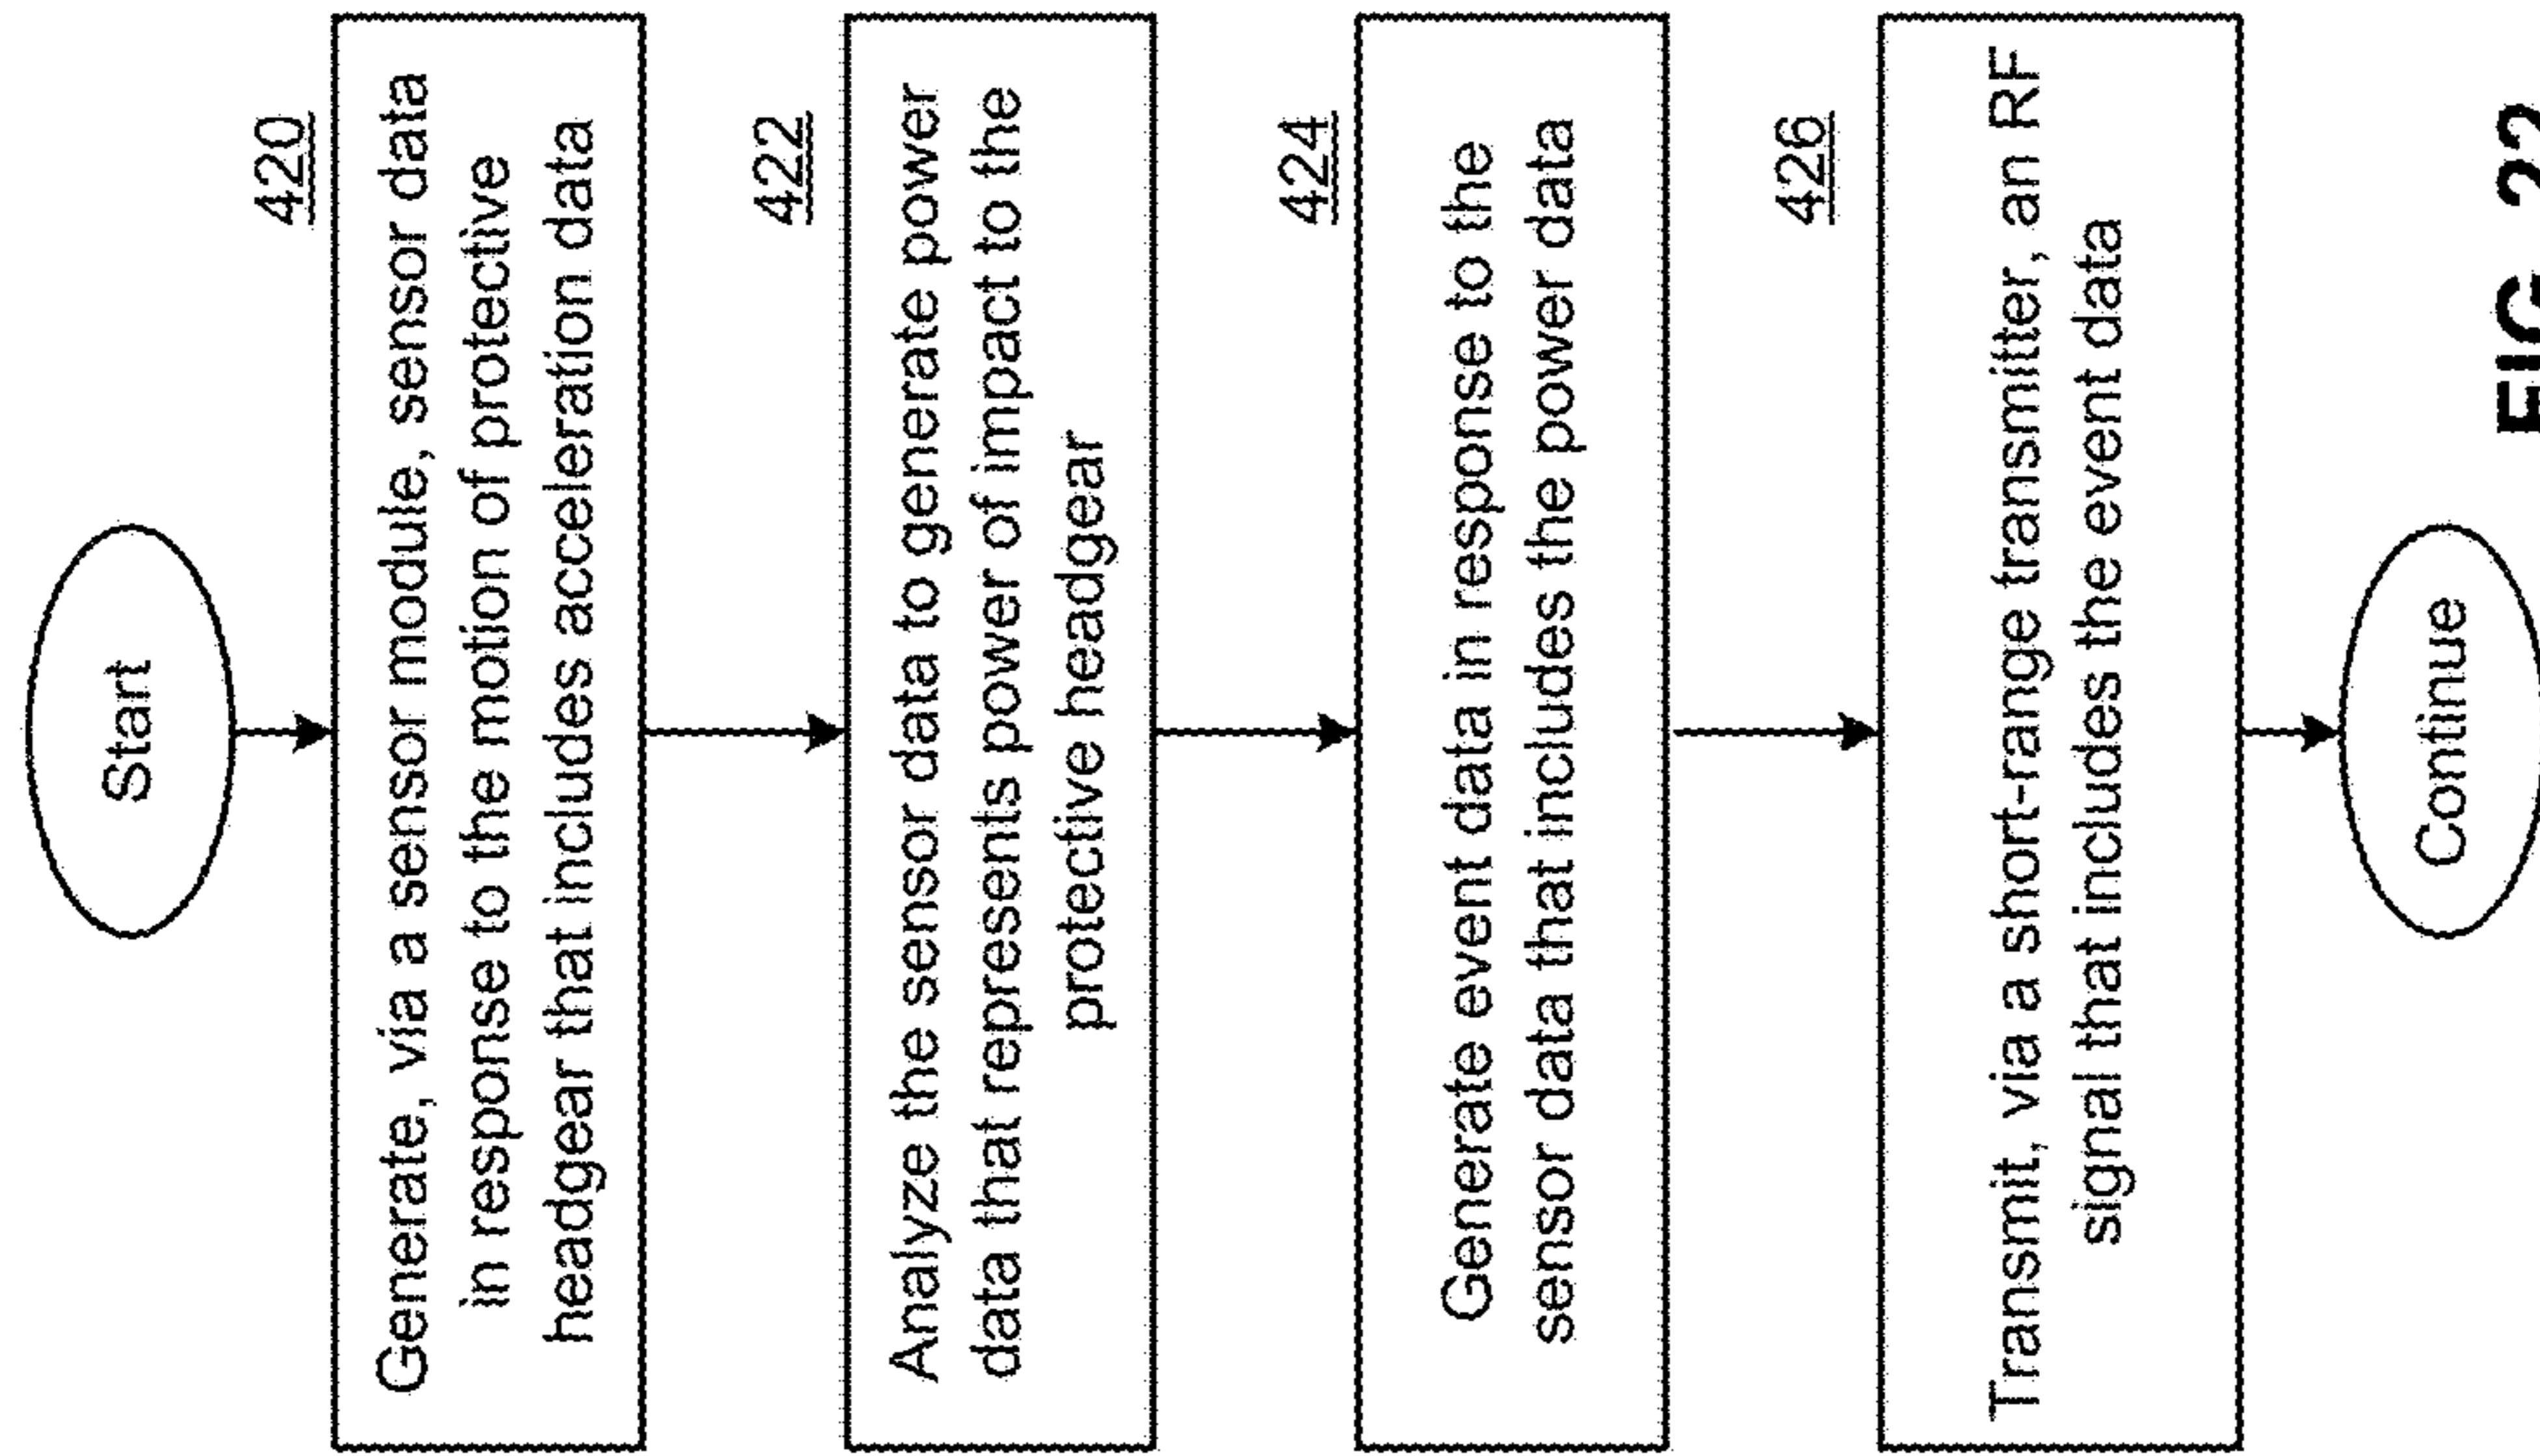 Start
420
Generate, via a sensor module, sensor data
in response to the motion of protective
headgear that includes acceleration data
422
Analyze the sensor data to generate power
data that represents power of impact to the
protective headgear
424
Generate event data in response to the
sensor data that includes the power data
426
Transmit, via a short-range transmitter, an RF
signal that includes the event data
Continue
FIG. 22